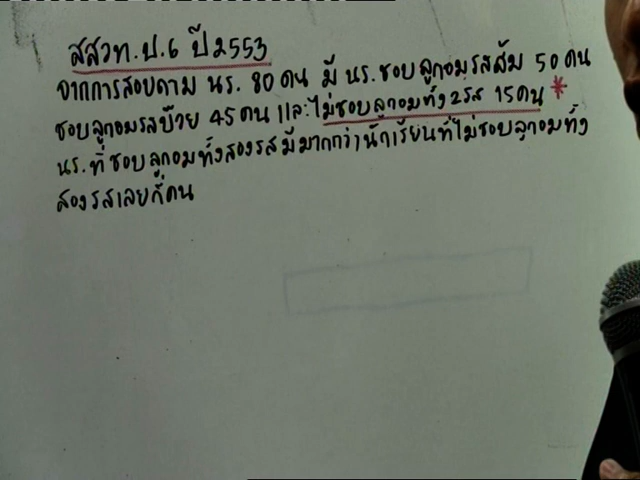 สสวท.ป.6 ปี 2553
จากการสอบถาม นร. 80 คน มี นร.ชอบลูกอมรสส้ม 50 คน
ชอบลูกอมรสบ๊วย 45 คน และไม่ชอบลูกอมทั้ง 2 รส 15 คน *
นร.ที่ชอบลูกอมทั้งสองรสมีมากกว่านักเรียนที่ไม่ชอบลูกอมทั้ง
สองรสเลยกี่คน